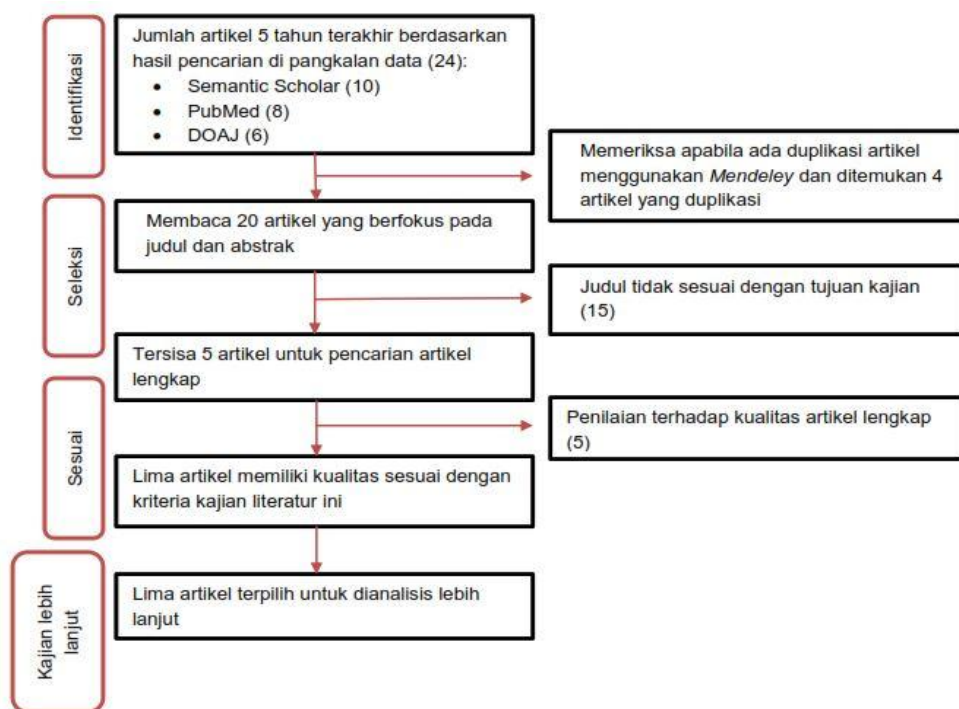 Identifikasi
Jumlah artikel 5 tahun terakhir berdasarkan
hasil pencarian di pangkalan data (24):
• Semantic Scholar (10)
• PubMed (8)
• DOAJ (6)
Memeriksa apabila ada duplikasi artikel
menggunakan Mendeley dan ditemukan 4
artikel yang duplikasi
Seleksi
Membaca 20 artikel yang berfokus pada
judul dan abstrak
Judul tidak sesuai dengan tujuan kajian
(15)
Tersisa 5 artikel untuk pencarian artikel
lengkap
Sesuai
Penilaian terhadap kualitas artikel lengkap
(5)
Lima artikel memiliki kualitas sesuai dengan
kriteria kajian literatur ini
Kajian lebih
lanjut
Lima artikel terpilih untuk dianalisis lebih
lanjut